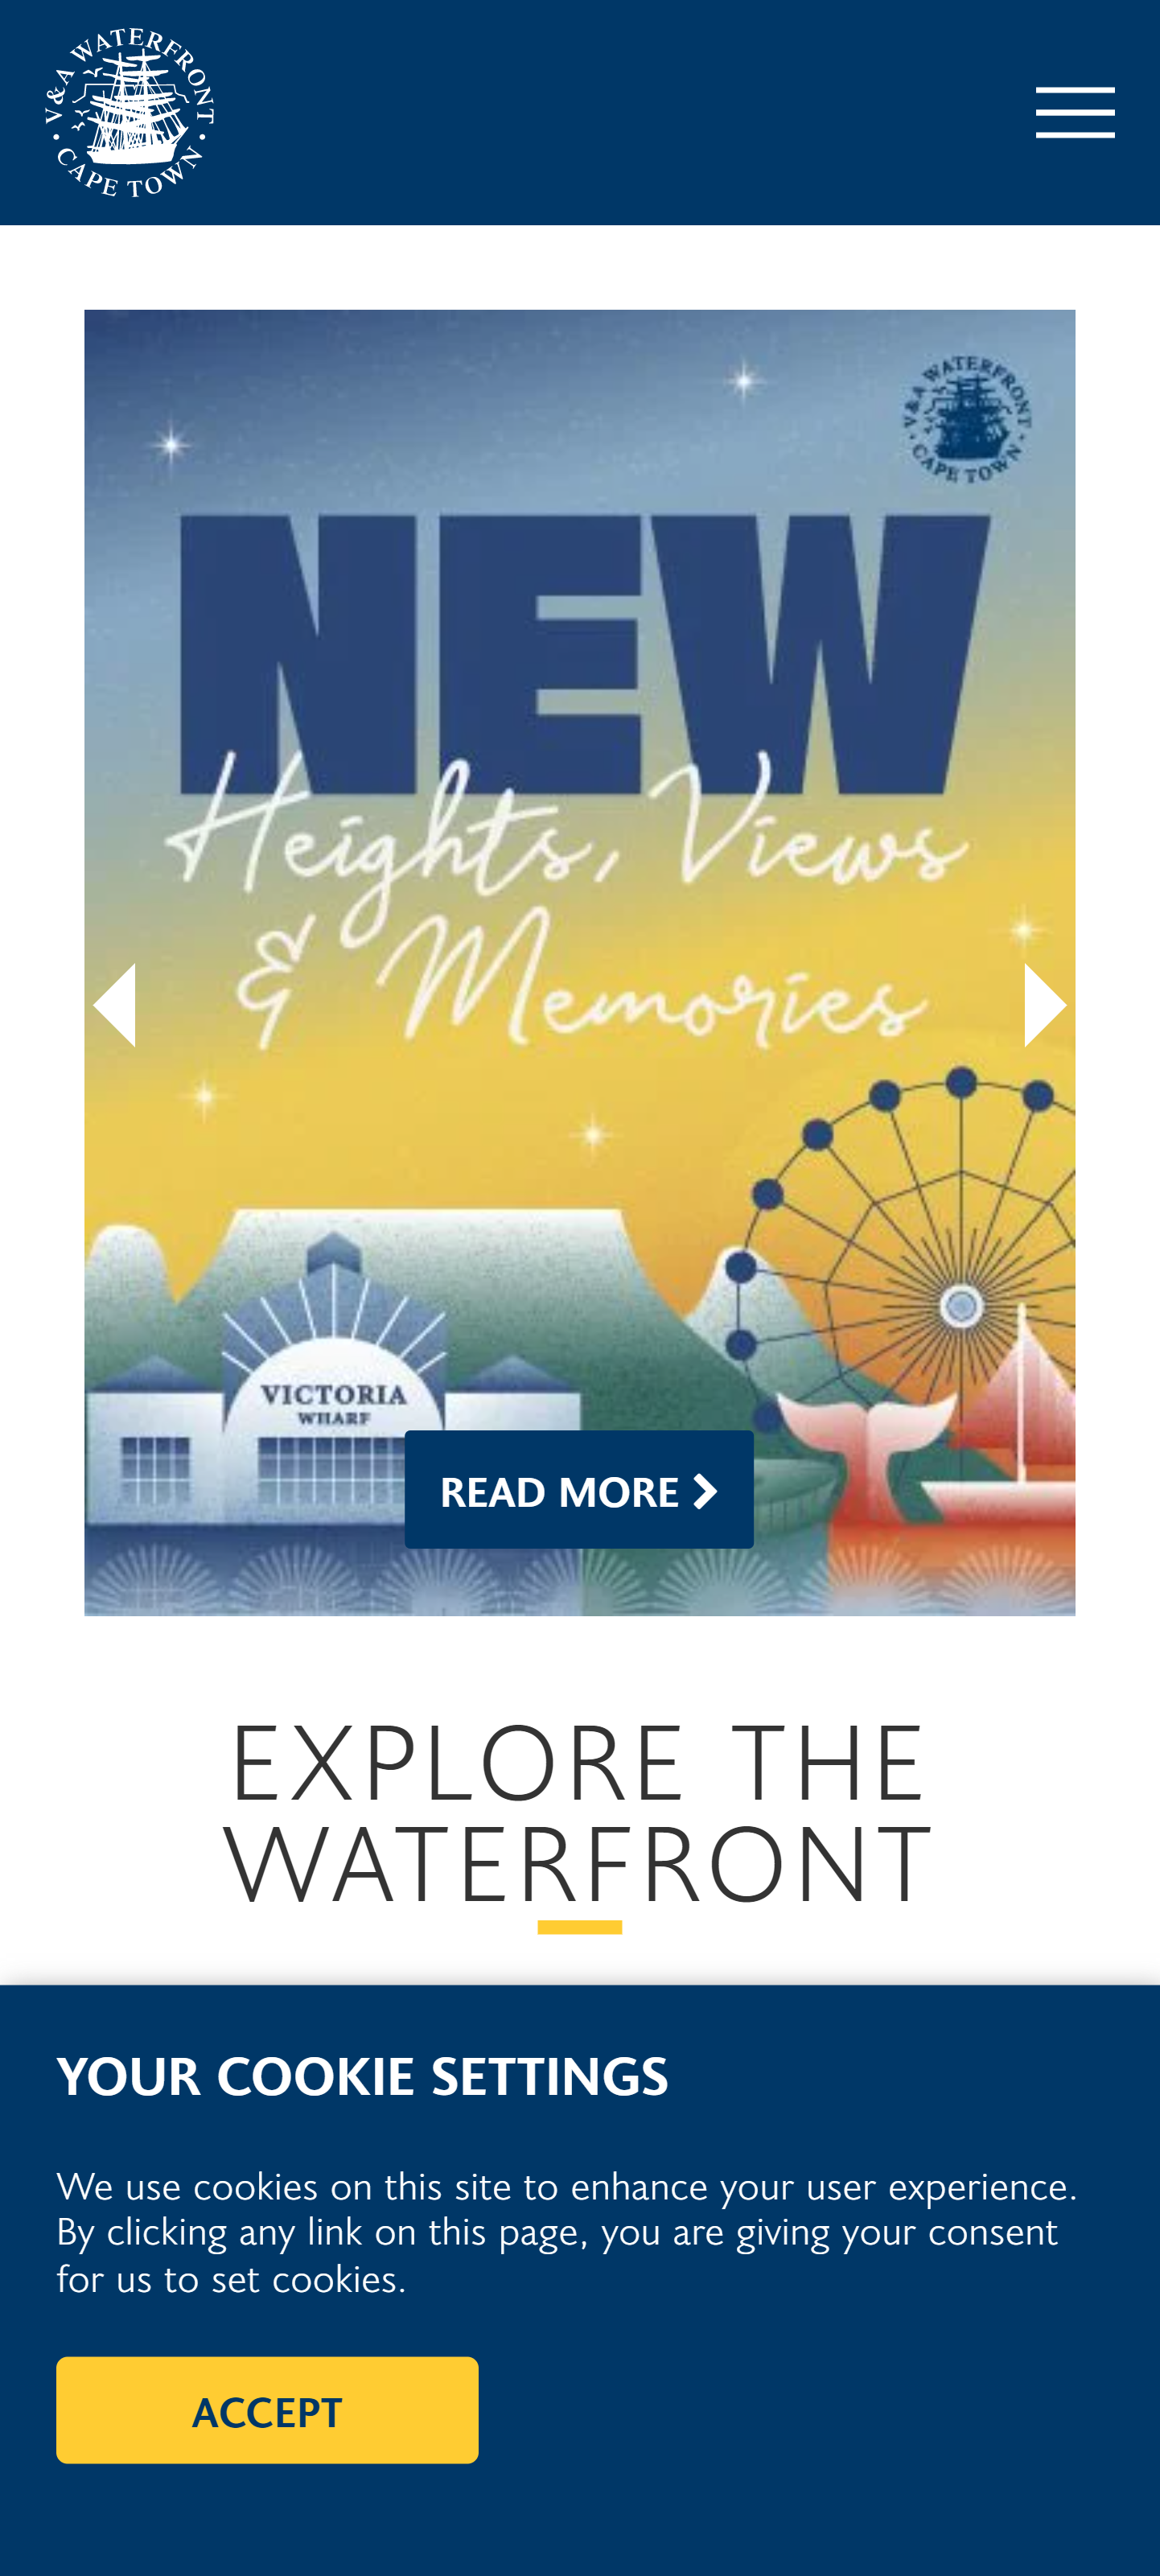 V&A WATERFRONT
• CAPE TOWN •
V&A WATERFRONT
• CAPE TOWN •
NEW
Heights, Views
& Memories
VICTORIA
WHARF
READ MORE
EXPLORE THE
WATERFRONT
YOUR COOKIE SETTINGS
We use cookies on this site to enhance your user experience.
By clicking any link on this page, you are giving your consent
for us to set cookies.
ACCEPT